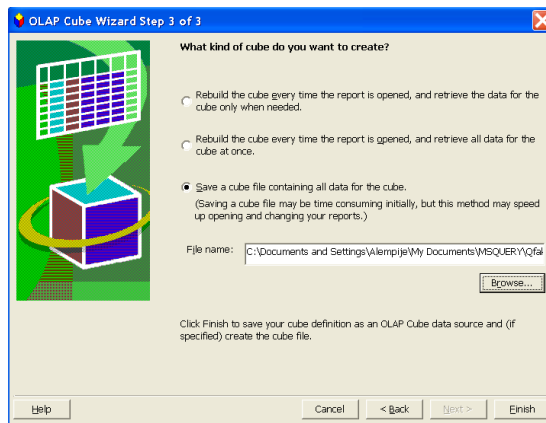 OLAP Cube Wizard Step 3 of 3
What kind of cube do you want to create?
Rebuild the cube every time the report is opened, and retrieve the data for the
cube only when needed.
Rebuild the cube every time the report is opened, and retrieve all data for the
cube at once.
Save a cube file containing all data for the cube.
(Saving a cube file may be time consuming initially, but this method may speed
up opening and changing your reports.)
File name: C:\Documents and Settings\Alempije\My Documents\MSQUERY\Qfal
Browse...
Click Finish to save your cube definition as an OLAP Cube data source and (if
specified) create the cube file.
Help Cancel < Back Next > Finish